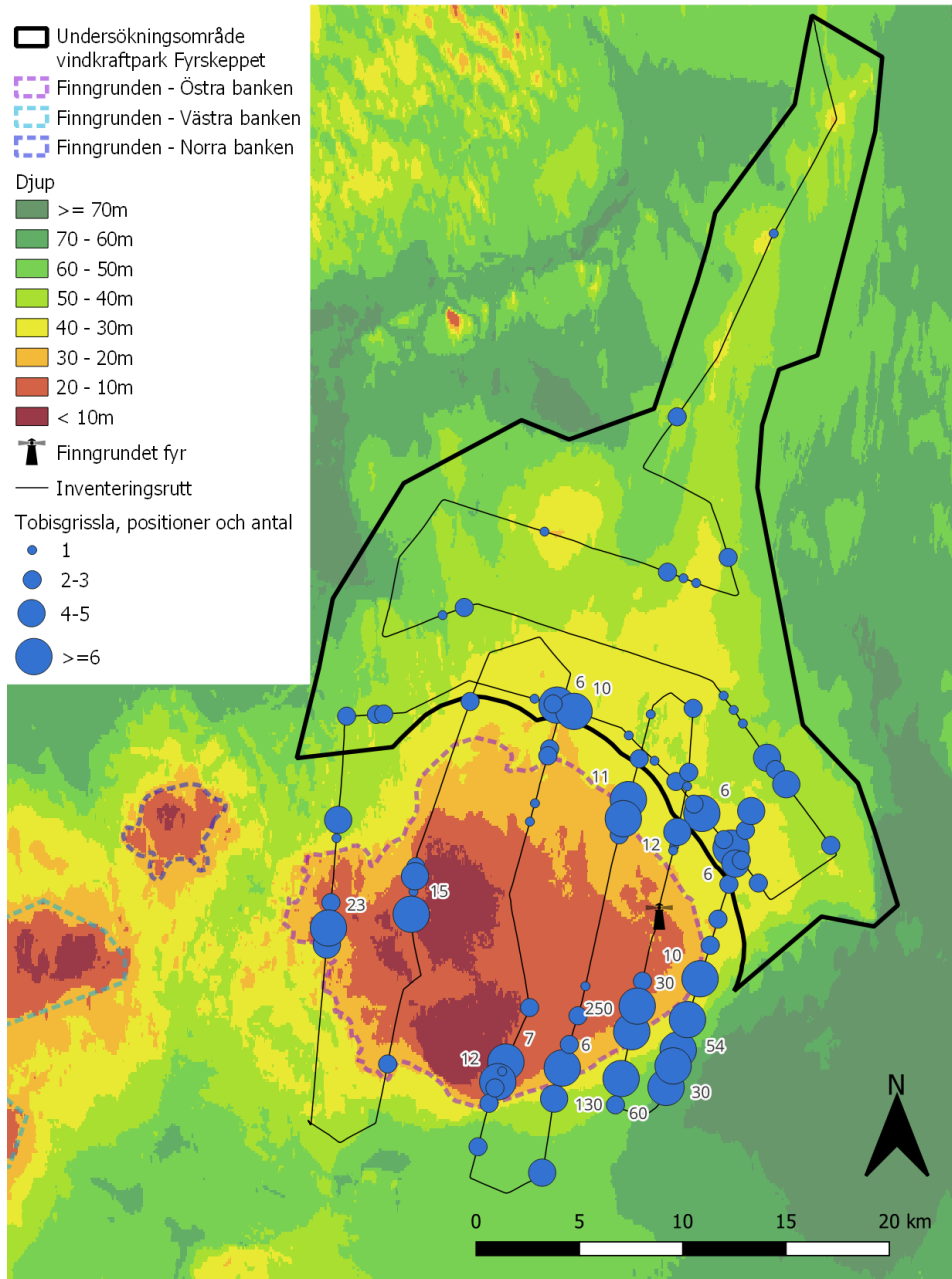 Undersökningsområde
vindkraftpark Fyrskeppet
Finngrunden - Östra banken
Finngrunden - Västra banken
Finngrunden - Norra banken
Djup
>= 70m
70 - 60m
60 - 50m
50 - 40m
40 - 30m
30 - 20m
20 - 10m
< 10m
Finngrundet fyr
Inventeringsrutt
Tobisgrissla, positioner och antal
1
2-3
4-5
>=6
6
10
11
6
12
6
15
23
10
30
250
7
6
54
12
30
130
60
N
0 5 10 15 20 km